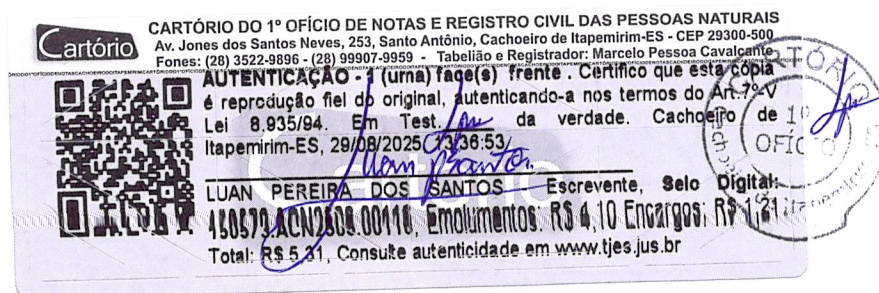 Cartório
CARTÓRIO DO 1º OFÍCIO DE NOTAS E REGISTRO CIVIL DAS PESSOAS NATURAIS
Av. Jones dos Santos Neves, 253, Santo Antônio, Cachoeiro de Itapemirim-ES - CEP 29300-500
Fones: (28) 3522-9896 - (28) 99907-9959 - Tabelião e Registrador: Marcelo Pessoa Cavalcante
AUTENTICAÇÃO - 1 (uma) face(s) frente . Certifico que esta cópia
é reprodução fiel do original, autenticando-a nos termos do Art.7º-V
Lei 8.935/94. Em Test. da verdade. Cachoeiro de
Itapemirim-ES, 29/08/2025, 13:36:53,
Luan Santos
LUAN PEREIRA DOS SANTOS - Escrevente, Selo Digital:
Emolumentos: R$ 4,10 Encargos: R$ 1,21
Total: R$ 5,31, Consulte autenticidade em www.tjes.jus.br
CARTÓRIO
1º
OFÍCIO